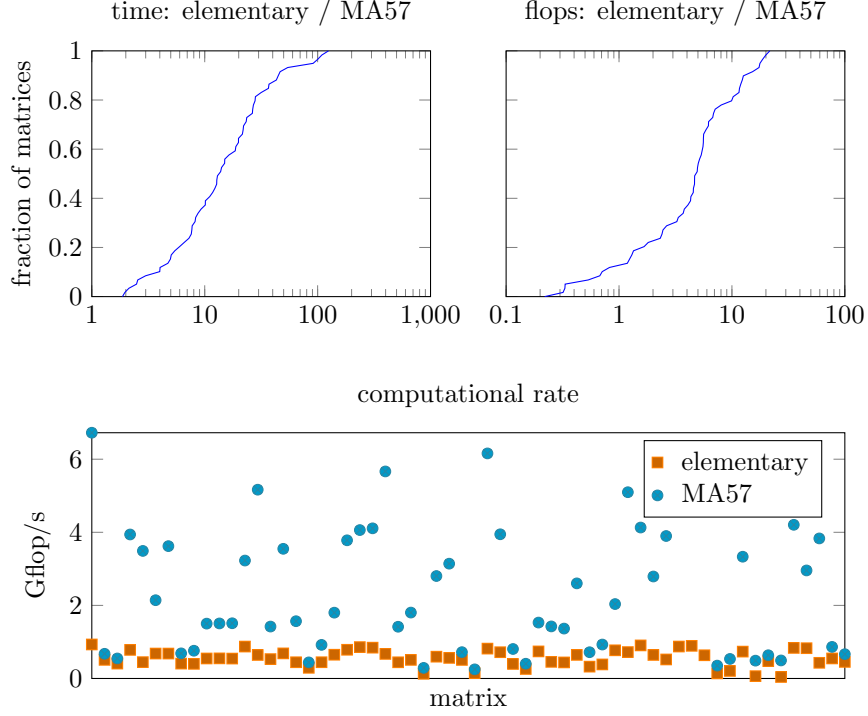 time: elementary / MA57
flops: elementary / MA57
fraction of matrices
1
0.8
0.6
0.4
0.2
0
1 10 100 1,000
0.1 1 10 100
computational rate
Gflop/s
6
4
2
0
elementary
MA57
matrix